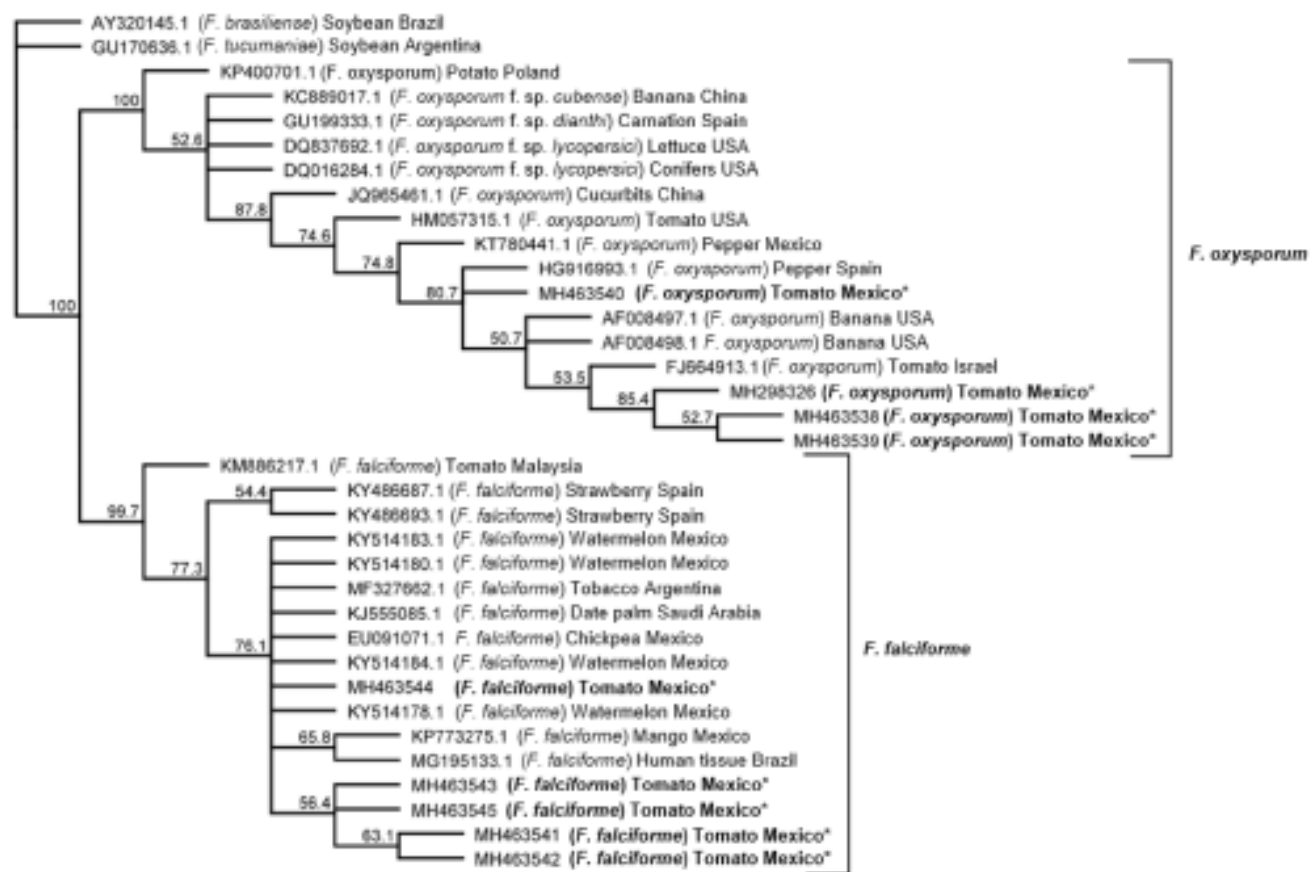 AY320145.1 (F. brasiliense) Soybean Brazil
GU170636.1 (F. tucumaniae) Soybean Argentina
KP400701.1 (F. oxysporum) Potato Poland
100
KC889017.1 (F. oxysporum f. sp. cubense) Banana China
GU199333.1 (F. oxysporum f. sp. dianthi) Carnation Spain
52.6
DQ837692.1 (F. oxysporum f. sp. lycopersici) Lettuce USA
DQ016284.1 (F. oxysporum f. sp. lycopersici) Conifers USA
JQ965461.1 (F. oxysporum) Cucurbits China
87.8
HM057315.1 (F. oxysporum) Tomato USA
74.6
KT780441.1 (F. oxysporum) Pepper Mexico
F. oxysporum
74.8
HG916993.1 (F. oxysporum) Pepper Spain
80.7
MH463540 (F. oxysporum) Tomato Mexico*
100
AF008497.1 (F. oxysporum) Banana USA
50.7
AF008498.1 F. oxysporum) Banana USA
FJ664913.1 (F. oxysporum) Tomato Israel
53.5
MH298326 (F. oxysporum) Tomato Mexico*
85.4
MH463538 (F. oxysporum) Tomato Mexico*
52.7
MH463539 (F. oxysporum) Tomato Mexico*
KM886217.1 (F. falciforme) Tomato Malaysia
54.4
KY486687.1 (F. falciforme) Strawberry Spain
99.7
KY486693.1 (F. falciforme) Strawberry Spain
KY514183.1 (F. falciforme) Watermelon Mexico
77.3
KY514180.1 (F. falciforme) Watermelon Mexico
MF327662.1 (F. falciforme) Tobacco Argentina
KJ555085.1 (F. falciforme) Date palm Saudi Arabia
76.1
EU091071.1 F. falciforme) Chickpea Mexico
F. falciforme
KY514184.1 (F. falciforme) Watermelon Mexico
MH463544 (F. falciforme) Tomato Mexico*
KY514178.1 (F. falciforme) Watermelon Mexico
65.8
KP773275.1 (F. falciforme) Mango Mexico
MG195133.1 (F. falciforme) Human tissue Brazil
MH463543 (F. falciforme) Tomato Mexico*
56.4
MH463545 (F. falciforme) Tomato Mexico*
63.1
MH463541 (F. falciforme) Tomato Mexico*
MH463542 (F. falciforme) Tomato Mexico*